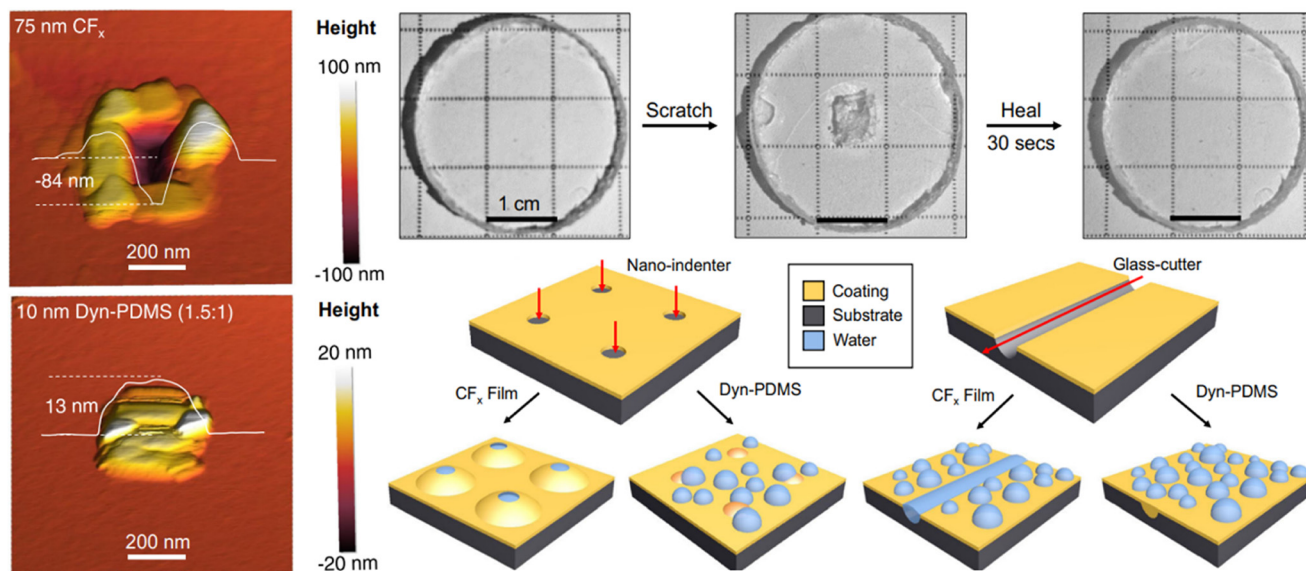 75 nm CFx
-84 nm
200 nm
Height
100 nm
-100 nm
10 nm Dyn-PDMS (1.5:1)
13 nm
200 nm
Height
20 nm
-20 nm
1 cm
Scratch
Heal
30 secs
Nano-indenter
Coating
Substrate
Water
Glass-cutter
CFx Film
Dyn-PDMS
CFx Film
Dyn-PDMS